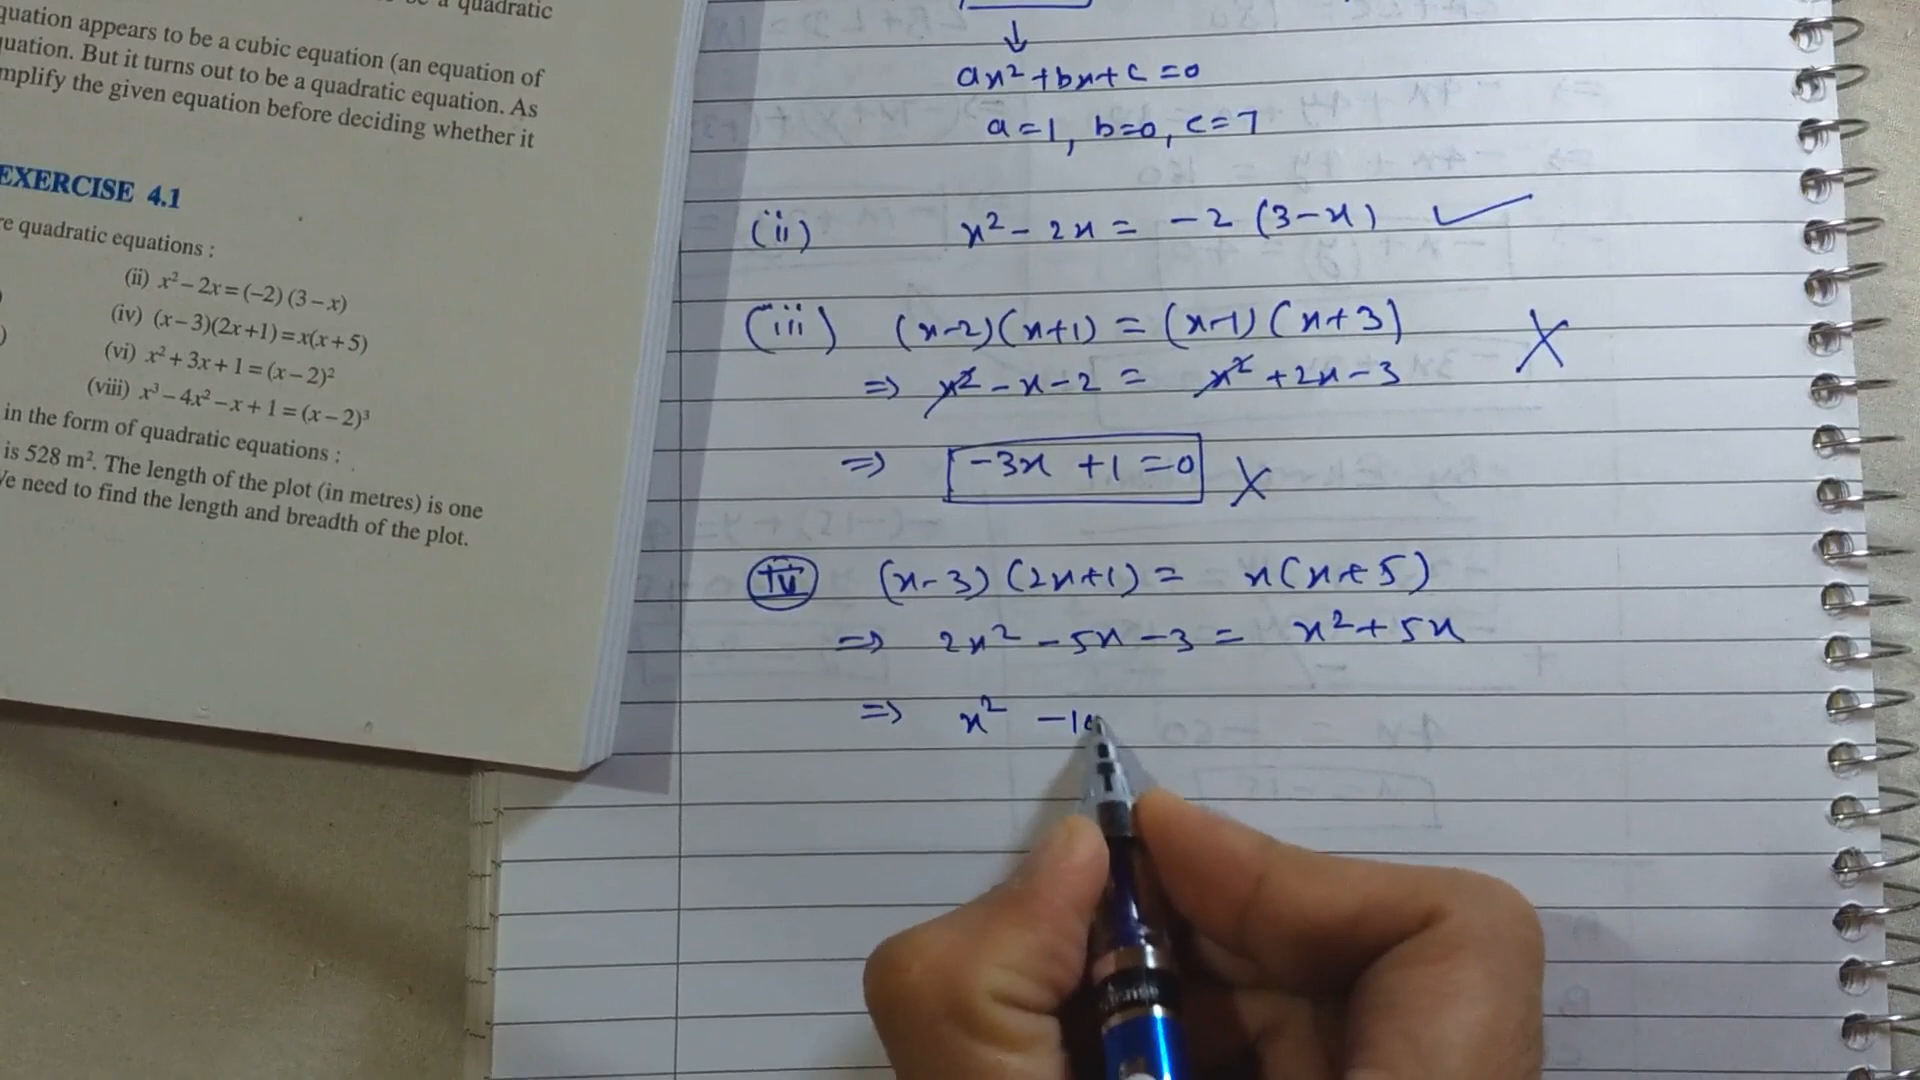 a quadratic
quation appears to be a cubic equation (an equation of
uation. But it turns out to be a quadratic equation. As
mplify the given equation before deciding whether it
EXERCISE 4.1
re quadratic equations :
(ii) x² – 2x = (–2) (3 – x)
(iv) (x – 3)(2x + 1) = x(x + 5)
(vi) x² + 3x + 1 = (x – 2)²
(viii) x³ – 4x² – x + 1 = (x – 2)³
in the form of quadratic equations :
is 528 m². The length of the plot (in metres) is one
We need to find the length and breadth of the plot.
↓
ax² + bx + c = 0
a = 1, b = 0, c = 7
(ii) x² - 2x = -2 (3 - x) ✓
(iii) (x-2)(x+1) = (x-1)(x+3) X
⇒ x² - x - 2 = x² + 2x - 3
⇒ -3x + 1 = 0 X
(iv) (x-3)(2x+1) = x(x+5)
⇒ 2x² - 5x - 3 = x² + 5x
⇒ x² - 10